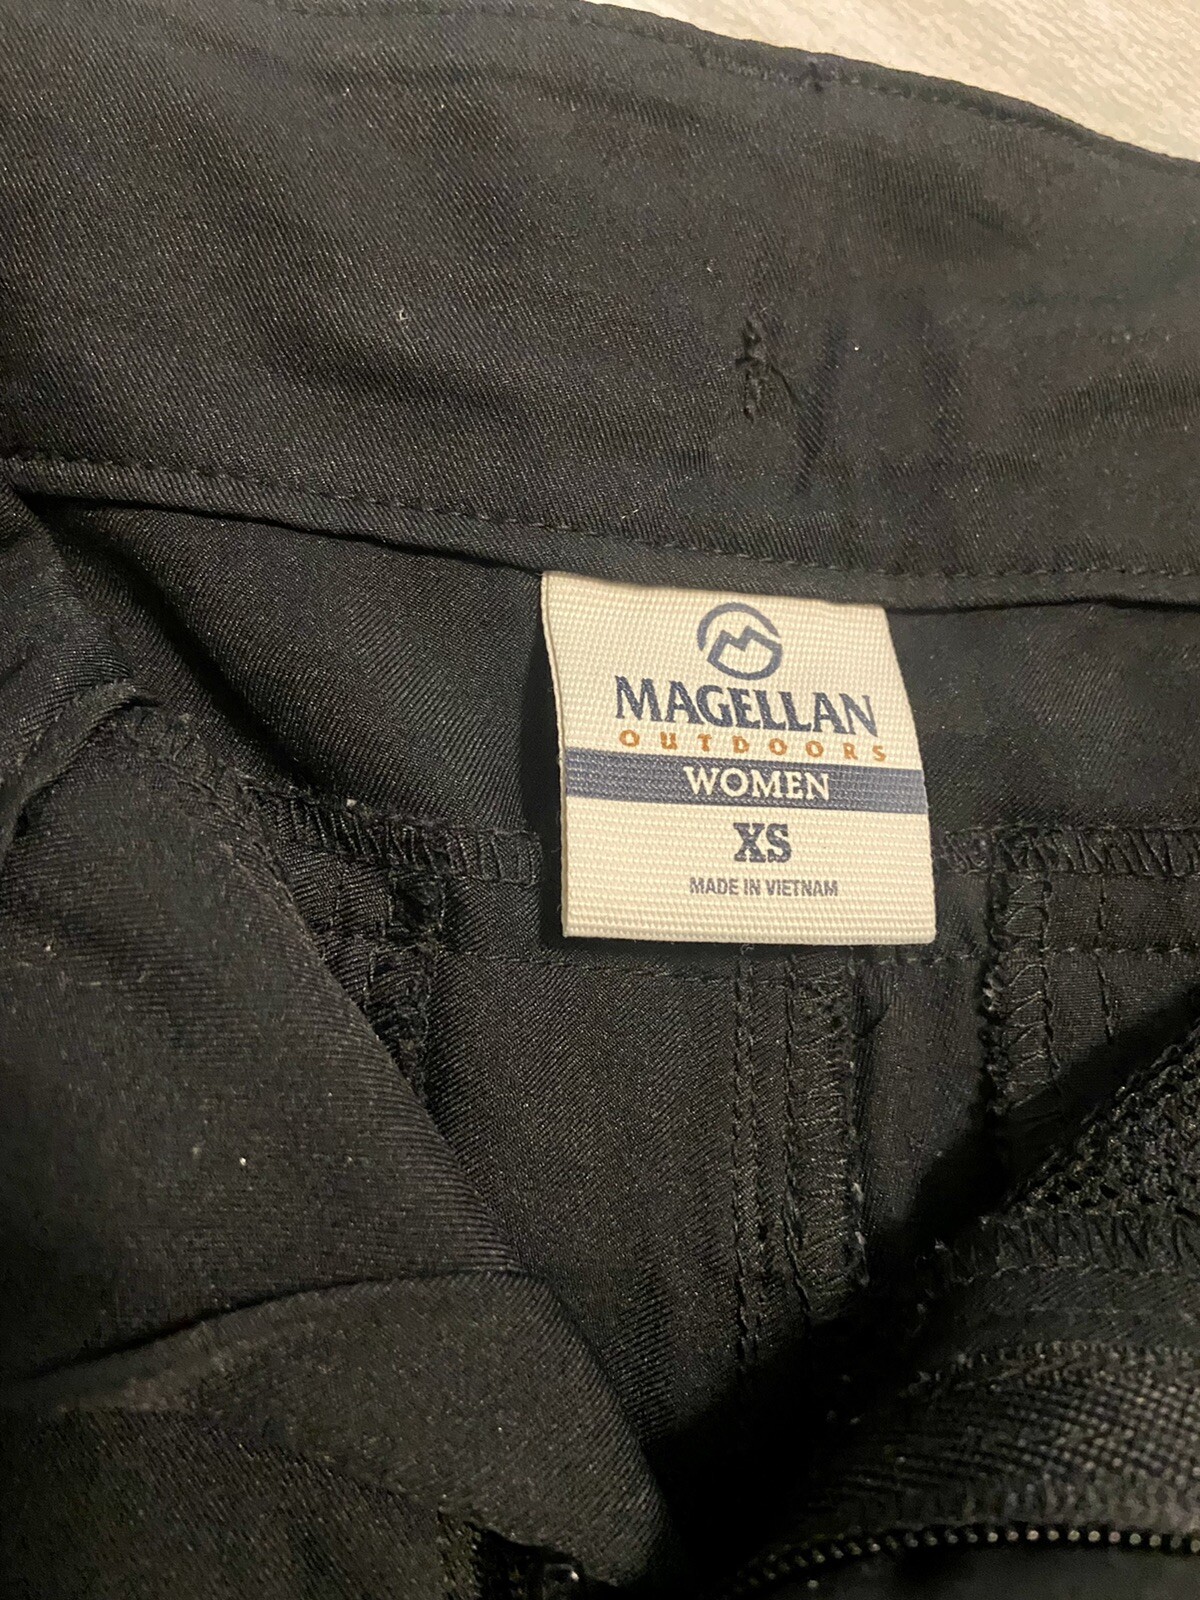 MAGELLAN
OUTDOORS
WOMEN
XS
MADE IN VIETNAM